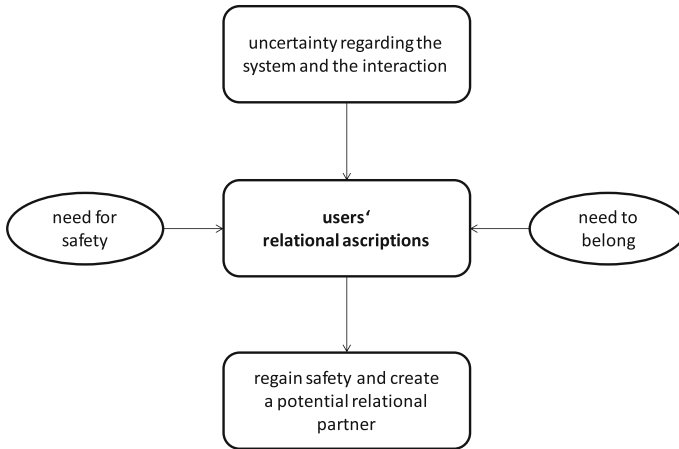 uncertainty regarding the
system and the interaction
need for
safety
users‘
relational ascriptions
need to
belong
regain safety and create
a potential relational
partner